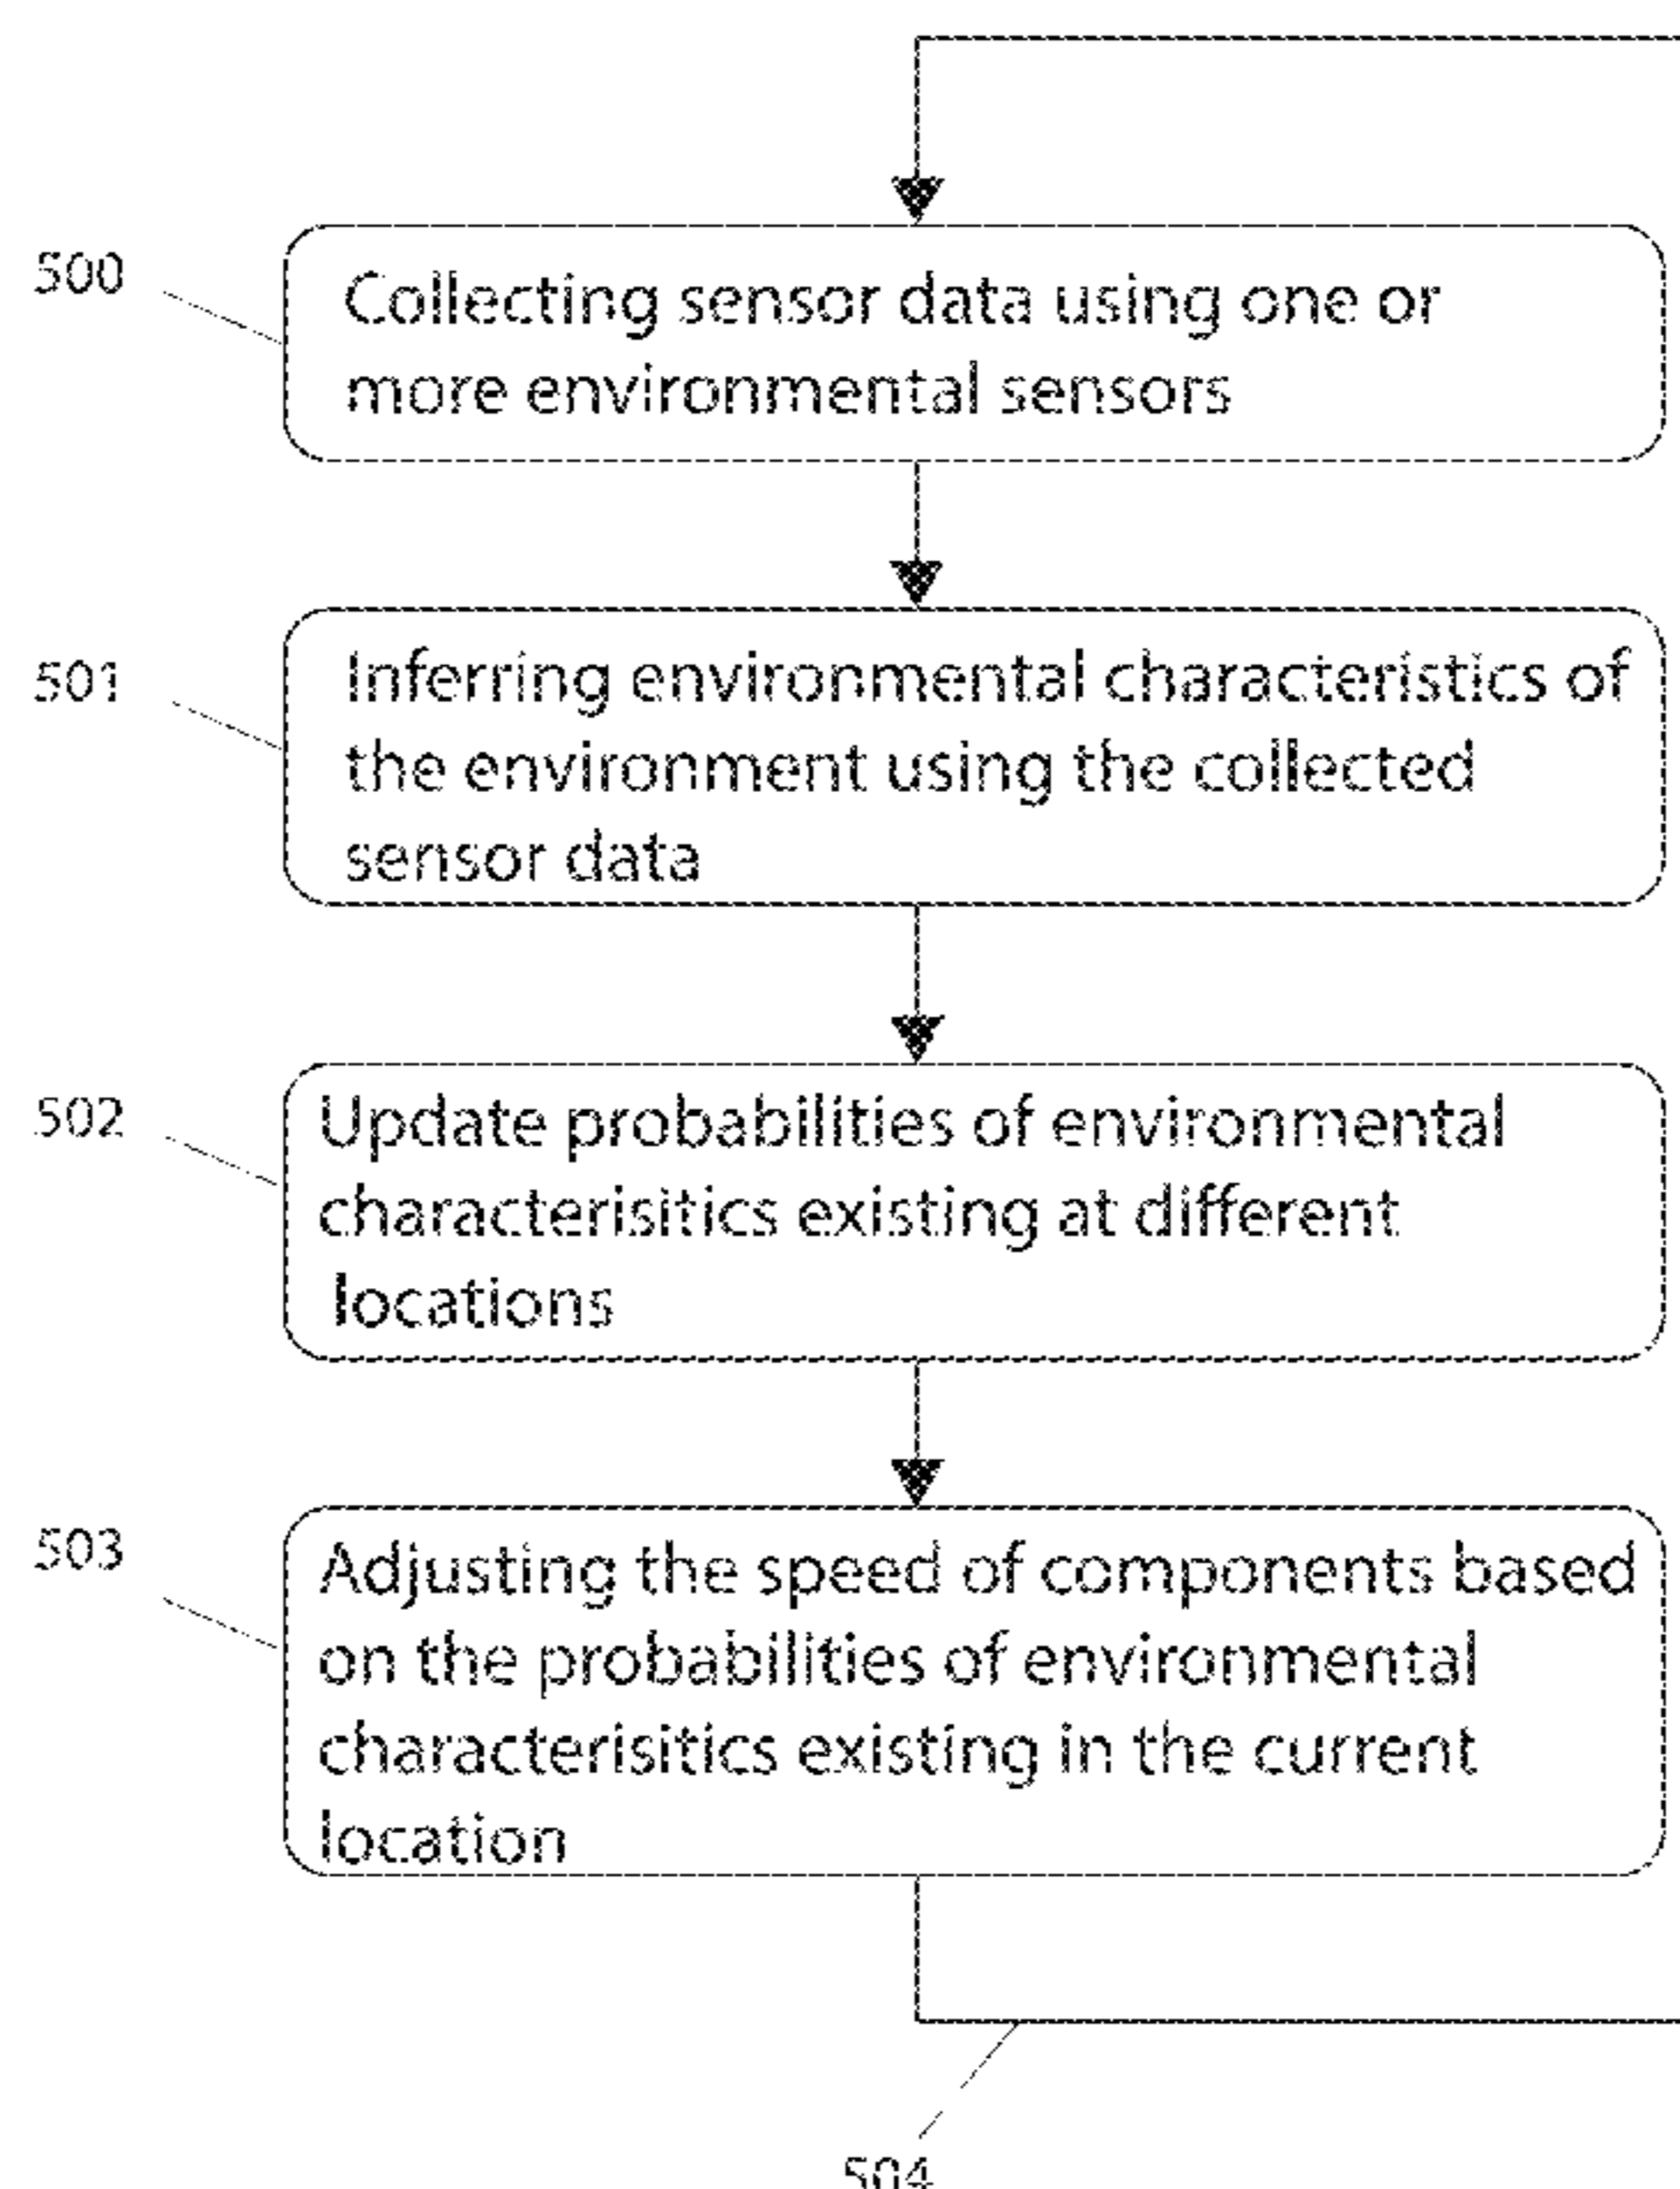 500
Collecting sensor data using one or
more environmental sensors
501
Inferring environmental characteristics of
the environment using the collected
sensor data
502
Update probabilities of environmental
characterisitics existing at different
locations
503
Adjusting the speed of components based
on the probabilities of environmental
characterisitics existing in the current
location
504